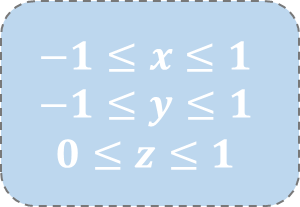 −1 ≤ x ≤ 1
−1 ≤ y ≤ 1
0 ≤ z ≤ 1